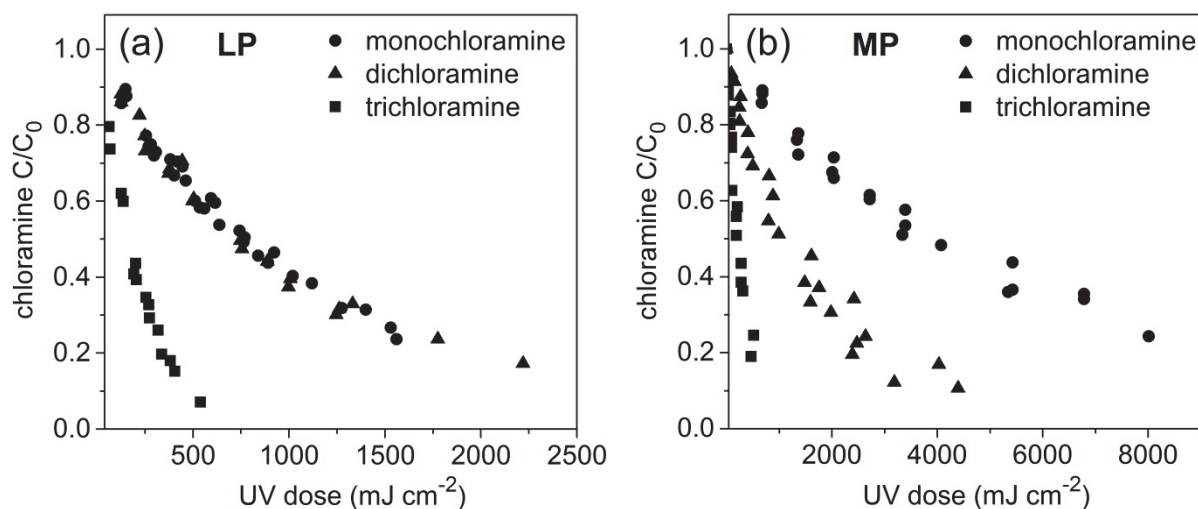 (a) LP
monochloramine
dichloramine
trichloramine
chloramine C/C₀
1.0
0.8
0.6
0.4
0.2
0.0
500 1000 1500 2000 2500
UV dose (mJ cm⁻²)
(b) MP
monochloramine
dichloramine
trichloramine
chloramine C/C₀
1.0
0.8
0.6
0.4
0.2
0.0
2000 4000 6000 8000
UV dose (mJ cm⁻²)